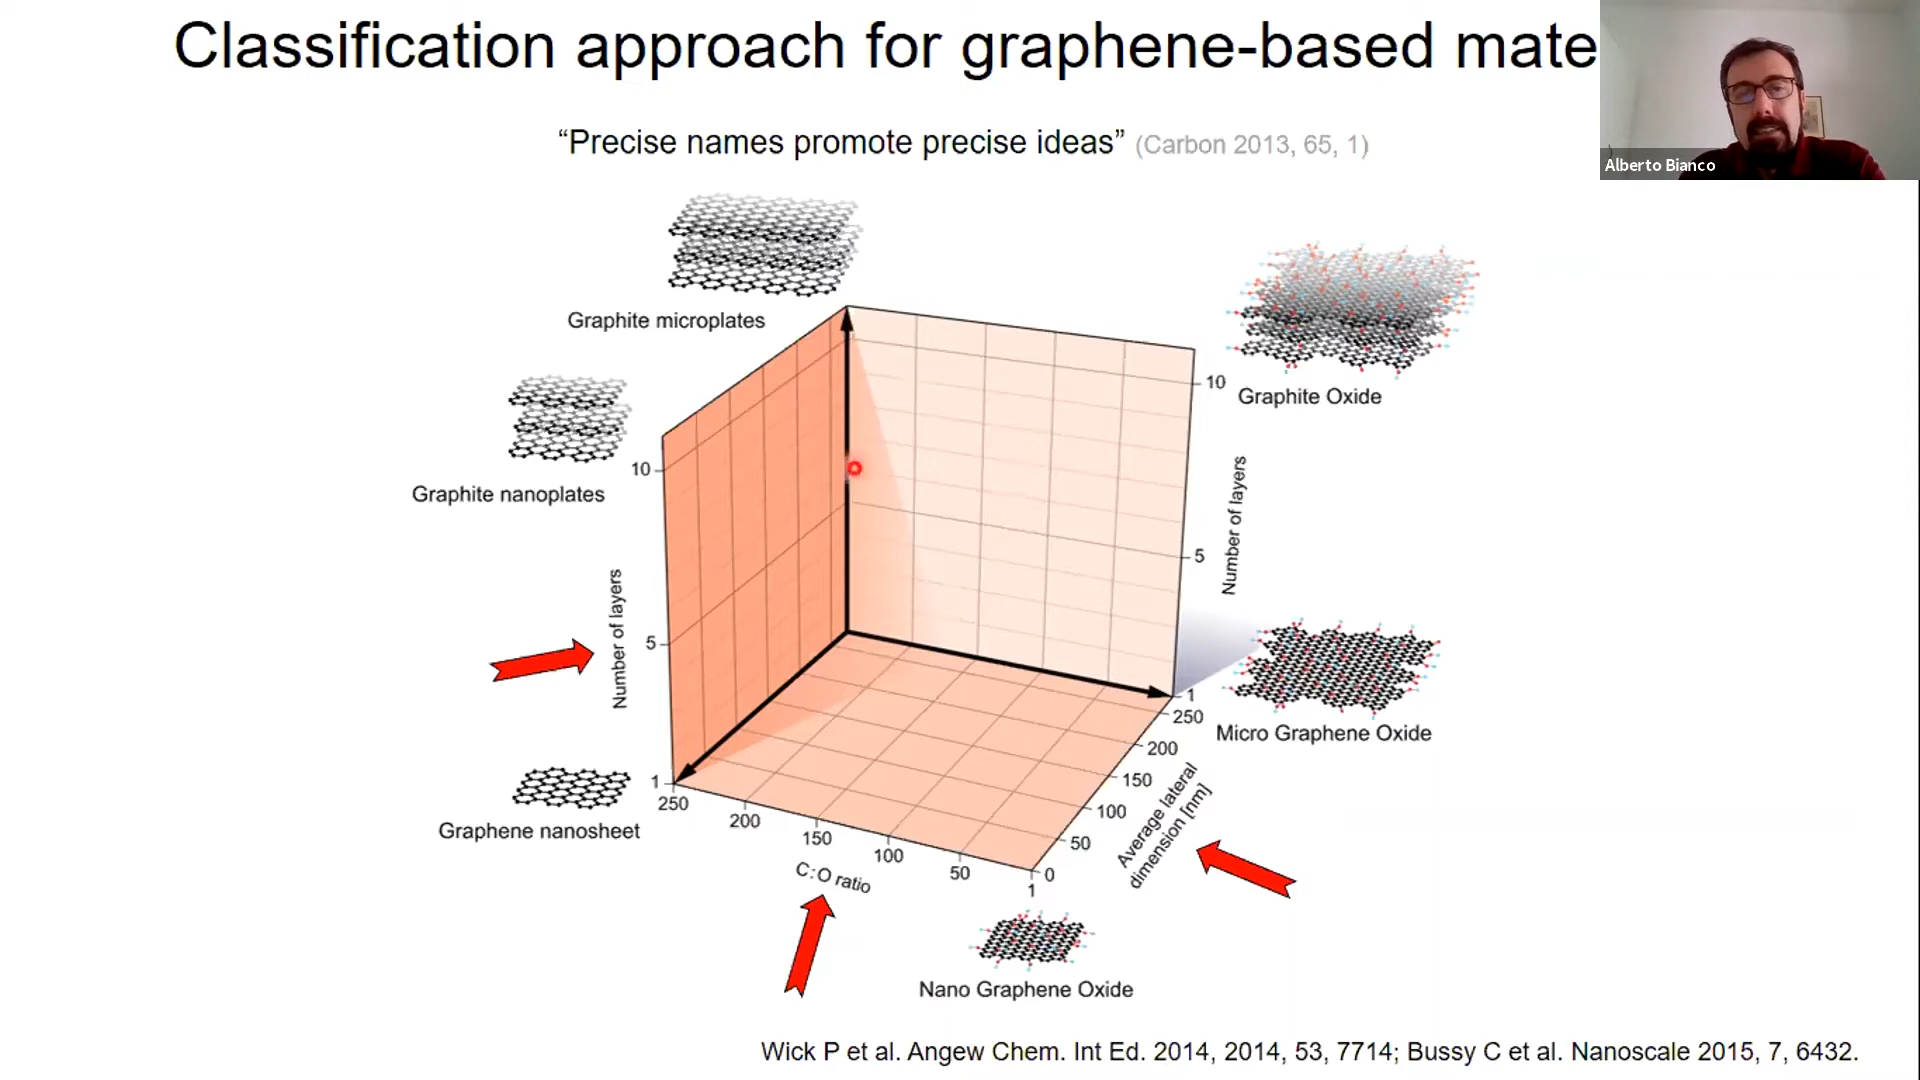 Classification approach for graphene-based mate
Alberto Bianco
“Precise names promote precise ideas” (Carbon 2013, 65, 1)
Graphite microplates
Graphite Oxide
Graphite nanoplates
10
5
1
Number of layers
10
5
1
Number of layers
Graphene nanosheet
Micro Graphene Oxide
250
200
150
100
50
1
C:O ratio
250
200
150
100
50
0
Average lateral
dimension [nm]
Nano Graphene Oxide
Wick P et al. Angew Chem. Int Ed. 2014, 2014, 53, 7714; Bussy C et al. Nanoscale 2015, 7, 6432.